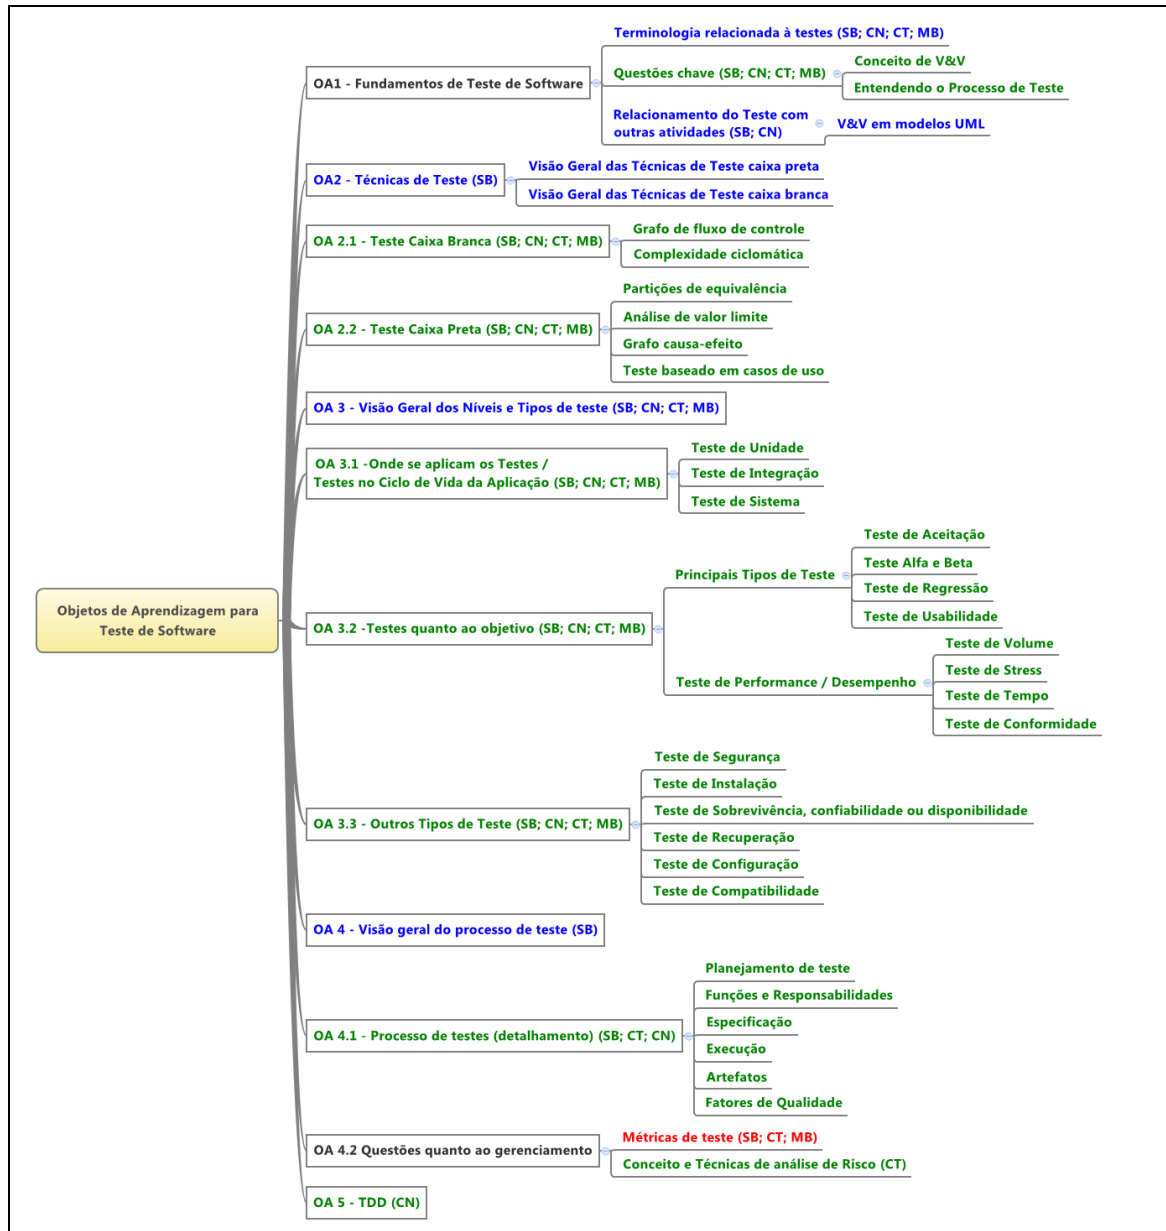 Objetos de Aprendizagem para
Teste de Software
OA1 - Fundamentos de Teste de Software
Terminologia relacionada à testes (SB; CN; CT; MB)
Questões chave (SB; CN; CT; MB)
Conceito de V&V
Entendendo o Processo de Teste
Relacionamento do Teste com
outras atividades (SB; CN)
V&V em modelos UML
OA2 - Técnicas de Teste (SB)
Visão Geral das Técnicas de Teste caixa preta
Visão Geral das Técnicas de Teste caixa branca
OA 2.1 - Teste Caixa Branca (SB; CN; CT; MB)
Grafo de fluxo de controle
Complexidade ciclomática
OA 2.2 - Teste Caixa Preta (SB; CN; CT; MB)
Partições de equivalência
Análise de valor limite
Grafo causa-efeito
Teste baseado em casos de uso
OA 3 - Visão Geral dos Níveis e Tipos de teste (SB; CN; CT; MB)
OA 3.1 -Onde se aplicam os Testes /
Testes no Ciclo de Vida da Aplicação (SB; CN; CT; MB)
Teste de Unidade
Teste de Integração
Teste de Sistema
OA 3.2 -Testes quanto ao objetivo (SB; CN; CT; MB)
Principais Tipos de Teste
Teste de Aceitação
Teste Alfa e Beta
Teste de Regressão
Teste de Usabilidade
Teste de Performance / Desempenho
Teste de Volume
Teste de Stress
Teste de Tempo
Teste de Conformidade
OA 3.3 - Outros Tipos de Teste (SB; CN; CT; MB)
Teste de Segurança
Teste de Instalação
Teste de Sobrevivência, confiabilidade ou disponibilidade
Teste de Recuperação
Teste de Configuração
Teste de Compatibilidade
OA 4 - Visão geral do processo de teste (SB)
OA 4.1 - Processo de testes (detalhamento) (SB; CT; CN)
Planejamento de teste
Funções e Responsabilidades
Especificação
Execução
Artefatos
Fatores de Qualidade
OA 4.2 Questões quanto ao gerenciamento
Métricas de teste (SB; CT; MB)
Conceito e Técnicas de análise de Risco (CT)
OA 5 - TDD (CN)